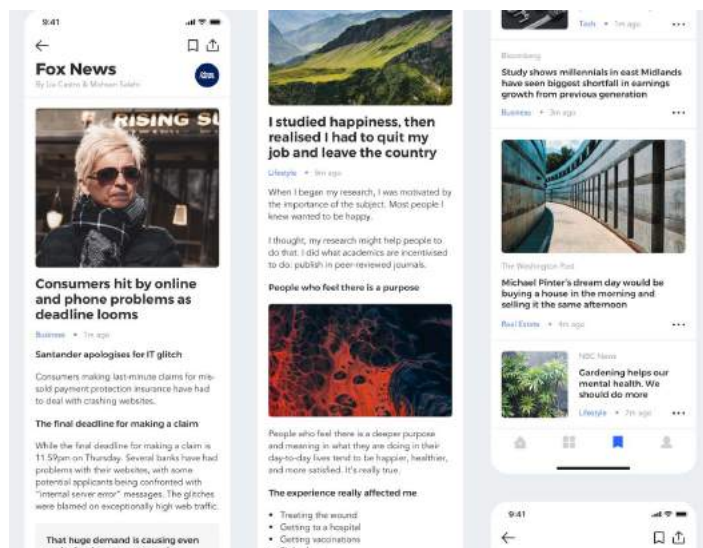 9:41
Fox News
By Liv Castro & Mohsen Salehi
RISING SU
Consumers hit by online
and phone problems as
deadline looms
Business • 1m ago
Santander apologises for IT glitch
Consumers making last-minute claims for mis-
sold payment protection insurance have had
to deal with crashing websites.
The final deadline for making a claim
While the final deadline for making a claim is
11.59pm on Thursday. Several banks have had
problems with their websites, with some
potential applicants being confronted with
"internal server error" messages. The glitches
were blamed on exceptionally high web traffic.
That huge demand is causing even
I studied happiness, then
realised I had to quit my
job and leave the country
Lifestyle • 9m ago
When I began my research, I was motivated by
the importance of the subject. Most people I
knew wanted to be happy.
I thought, my research might help people to
do that. I did what academics are incentivised
to do: publish in peer-reviewed journals.
People who feel there is a purpose
People who feel there is a deeper purpose
and meaning in what they are doing in their
day-to-day lives tend to be happier, healthier,
and more satisfied. It's really true.
The experience really affected me
• Treating the wound
• Getting to a hospital
• Getting vaccinations
Tech • 1m ago
Bloomberg
Study shows millennials in east Midlands
have seen biggest shortfall in earnings
growth from previous generation
Business • 3m ago
The Washington Post
Michael Pinter's dream day would be
buying a house in the morning and
selling it the same afternoon
Real Estate • 4m ago
NBC News
Gardening helps our
mental health. We
should do more
Lifestyle • 7m ago
9:41